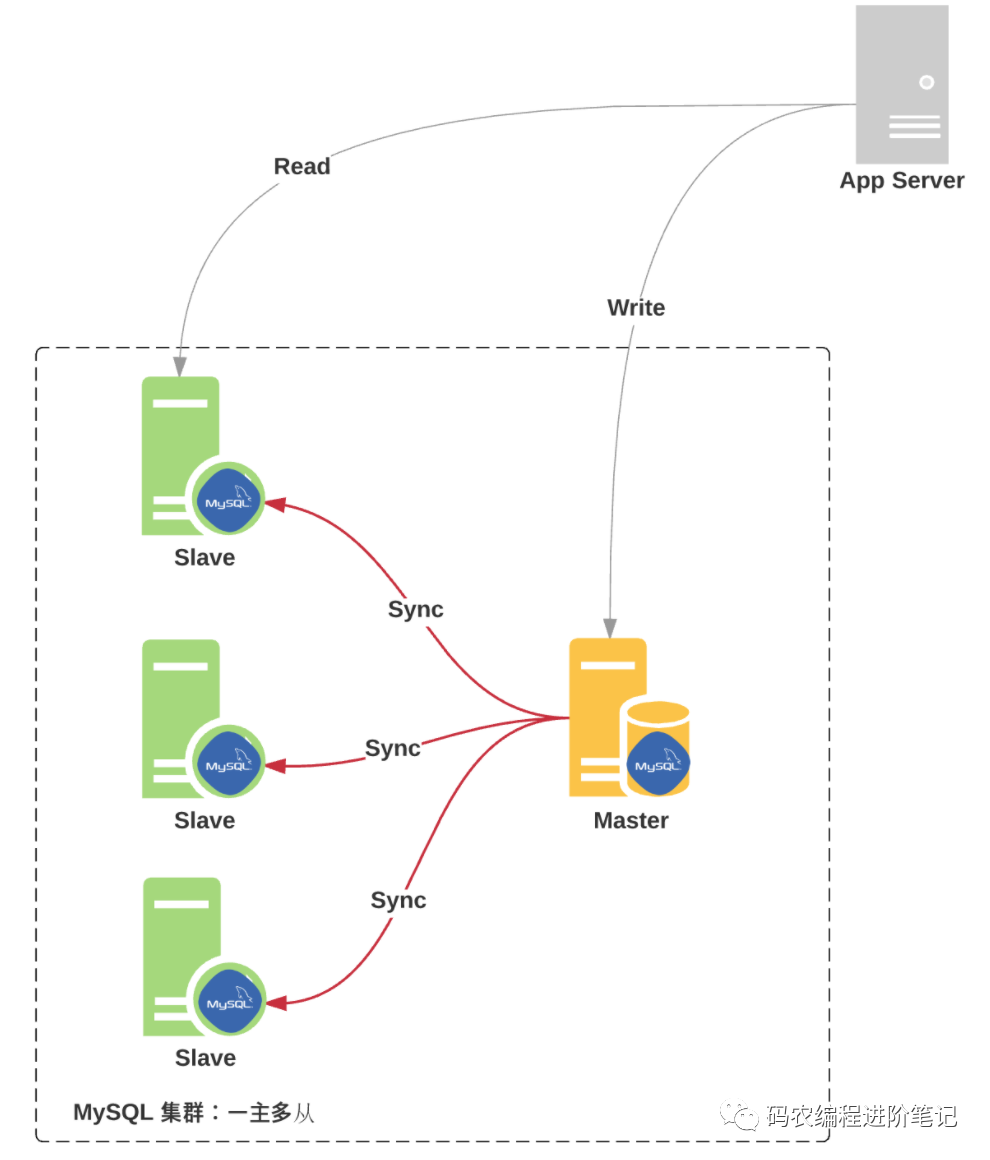 App Server
Read
Write
MySQL
Slave
Sync
MySQL
Slave
Sync
MySQL
Master
Sync
MySQL
Slave
MySQL 集群：一主多从
码农编程进阶笔记